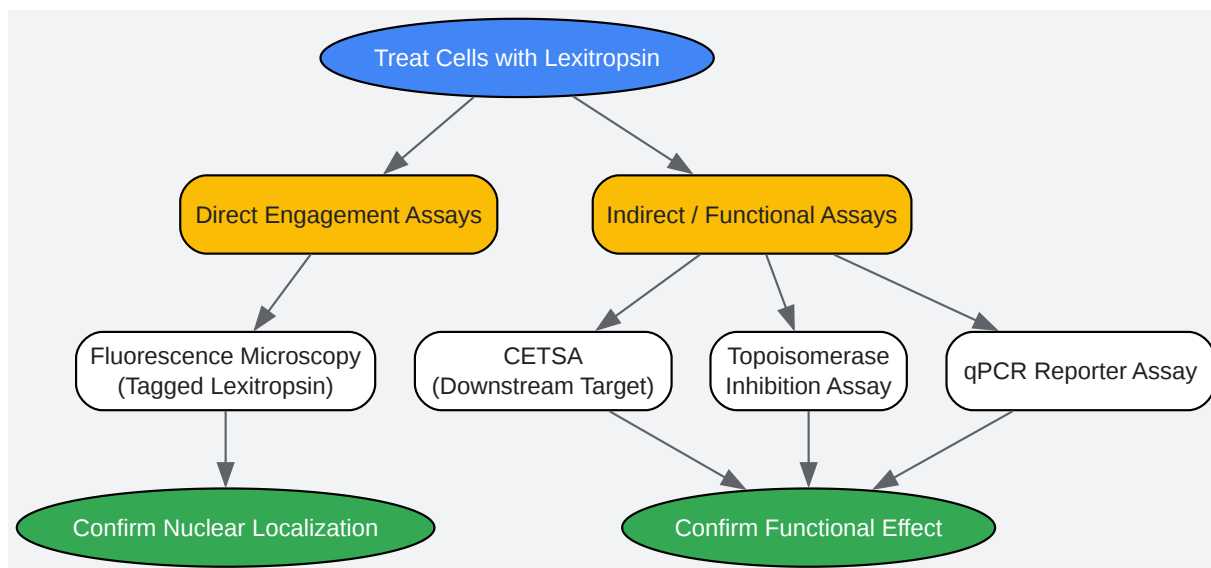 Treat Cells with Lexitropsin
Direct Engagement Assays
Indirect / Functional Assays
Fluorescence Microscopy
(Tagged Lexitropsin)
CETSA
(Downstream Target)
Topoisomerase
Inhibition Assay
qPCR Reporter Assay
Confirm Nuclear Localization
Confirm Functional Effect